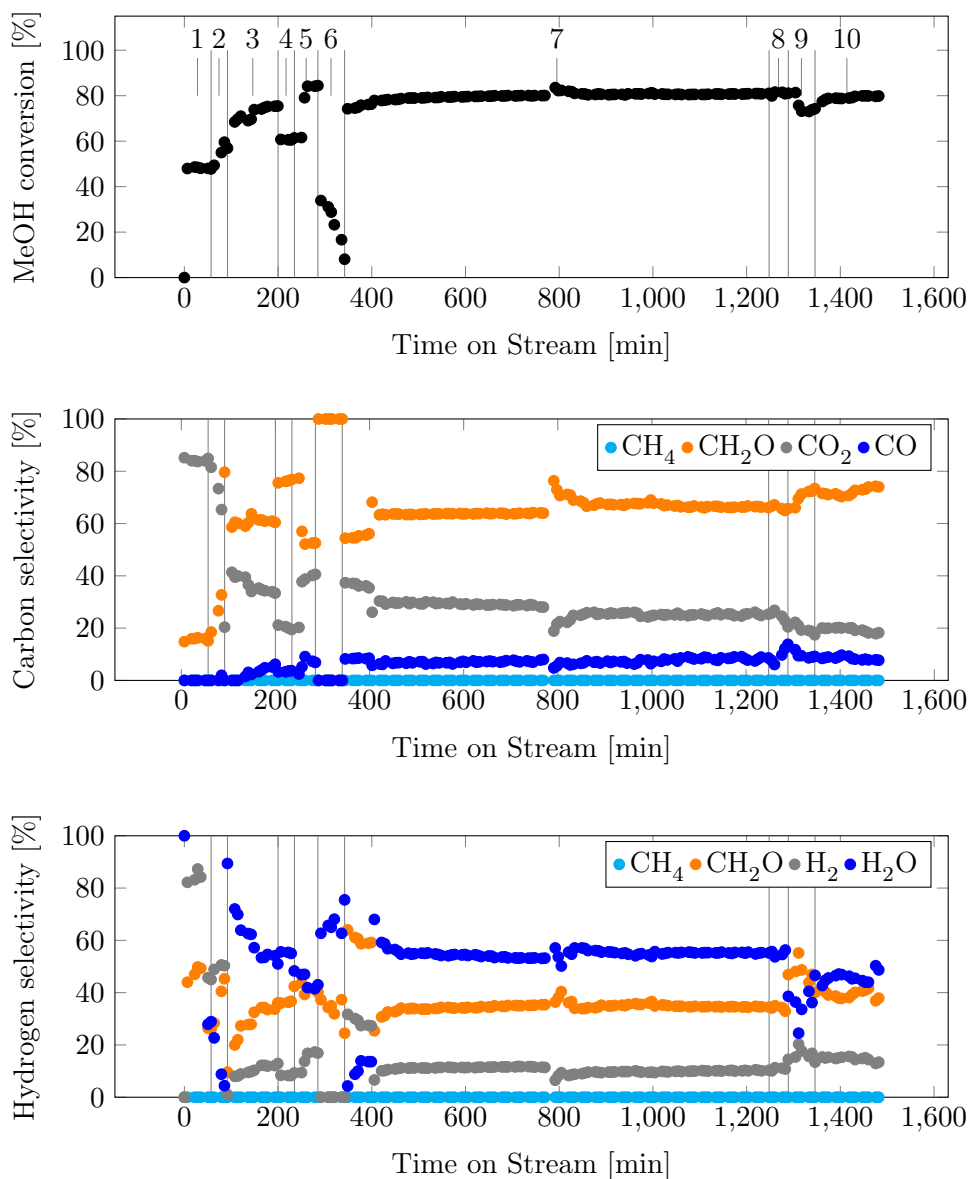 MeOH conversion [%]
100
80
60
40
20
0
1 2 3 4 5 6 7 8 9 10
0 200 400 600 800 1,000 1,200 1,400 1,600
Time on Stream [min]
Carbon selectivity [%]
100
80
60
40
20
0
CH₄ CH₂O CO₂ CO
0 200 400 600 800 1,000 1,200 1,400 1,600
Time on Stream [min]
Hydrogen selectivity [%]
100
80
60
40
20
0
CH₄ CH₂O H₂ H₂O
0 200 400 600 800 1,000 1,200 1,400 1,600
Time on Stream [min]